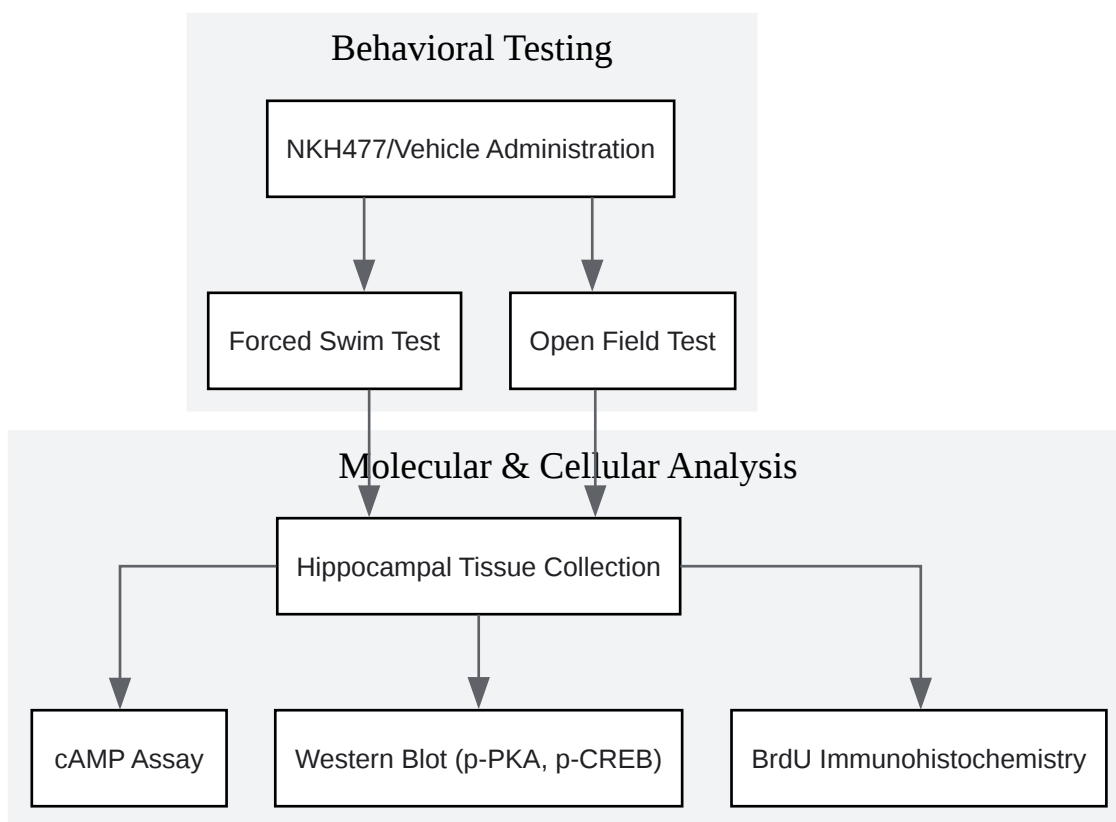 Behavioral Testing
NKH477/Vehicle Administration
Forced Swim Test
Open Field Test
Molecular & Cellular Analysis
Hippocampal Tissue Collection
cAMP Assay
Western Blot (p-PKA, p-CREB)
BrdU Immunohistochemistry